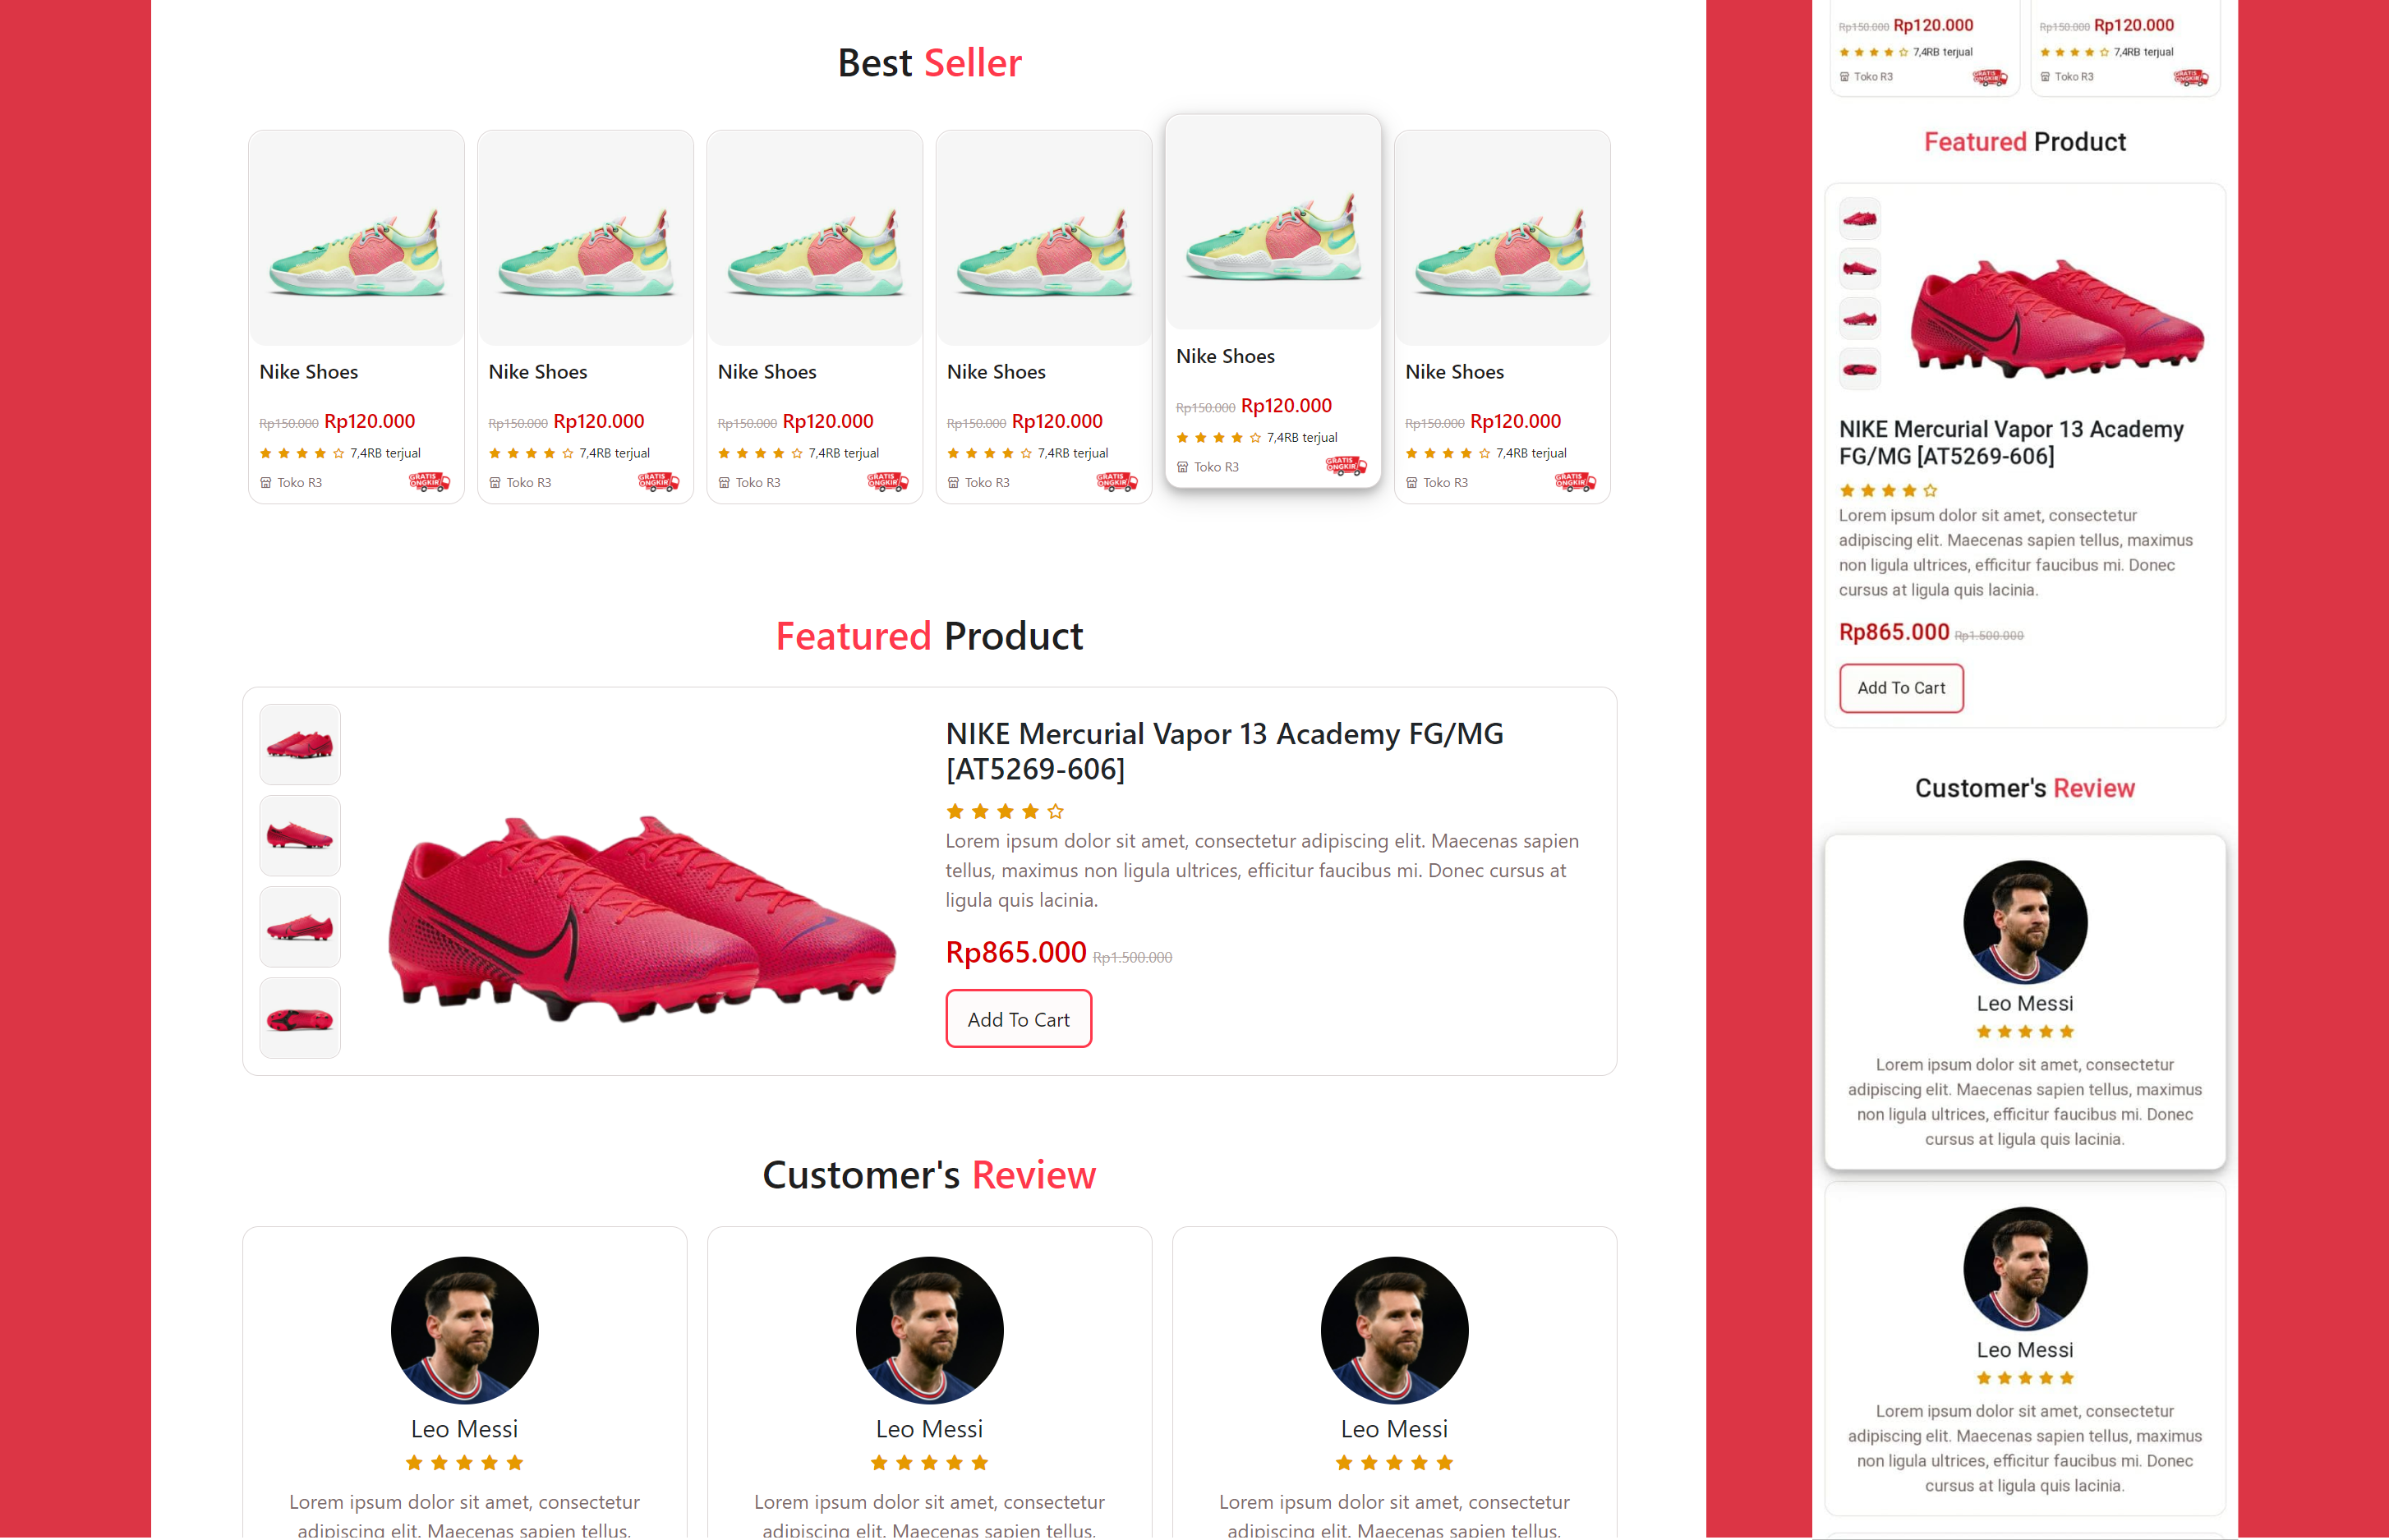 Best Seller
Nike Shoes
Rp150.000 Rp120.000
7,4RB terjual
Toko R3
GRATIS
ONGKIR
Nike Shoes
Rp150.000 Rp120.000
7,4RB terjual
Toko R3
GRATIS
ONGKIR
Nike Shoes
Rp150.000 Rp120.000
7,4RB terjual
Toko R3
GRATIS
ONGKIR
Nike Shoes
Rp150.000 Rp120.000
7,4RB terjual
Toko R3
GRATIS
ONGKIR
Nike Shoes
Rp150.000 Rp120.000
7,4RB terjual
Toko R3
GRATIS
ONGKIR
Nike Shoes
Rp150.000 Rp120.000
7,4RB terjual
Toko R3
GRATIS
ONGKIR
Featured Product
NIKE Mercurial Vapor 13 Academy FG/MG
[AT5269-606]
Lorem ipsum dolor sit amet, consectetur adipiscing elit. Maecenas sapien
tellus, maximus non ligula ultrices, efficitur faucibus mi. Donec cursus at
ligula quis lacinia.
Rp865.000 Rp1.500.000
Add To Cart
Customer's Review
Leo Messi
Lorem ipsum dolor sit amet, consectetur
adipiscing elit. Maecenas sapien tellus,
Leo Messi
Lorem ipsum dolor sit amet, consectetur
adipiscing elit. Maecenas sapien tellus,
Leo Messi
Lorem ipsum dolor sit amet, consectetur
adipiscing elit. Maecenas sapien tellus,
Rp150.000 Rp120.000
7,4RB terjual
Toko R3
GRATIS
ONGKIR
Rp150.000 Rp120.000
7,4RB terjual
Toko R3
GRATIS
ONGKIR
Featured Product
NIKE Mercurial Vapor 13 Academy
FG/MG [AT5269-606]
Lorem ipsum dolor sit amet, consectetur
adipiscing elit. Maecenas sapien tellus, maximus
non ligula ultrices, efficitur faucibus mi. Donec
cursus at ligula quis lacinia.
Rp865.000 Rp1.500.000
Add To Cart
Customer's Review
Leo Messi
Lorem ipsum dolor sit amet, consectetur
adipiscing elit. Maecenas sapien tellus, maximus
non ligula ultrices, efficitur faucibus mi. Donec
cursus at ligula quis lacinia.
Leo Messi
Lorem ipsum dolor sit amet, consectetur
adipiscing elit. Maecenas sapien tellus, maximus
non ligula ultrices, efficitur faucibus mi. Donec
cursus at ligula quis lacinia.